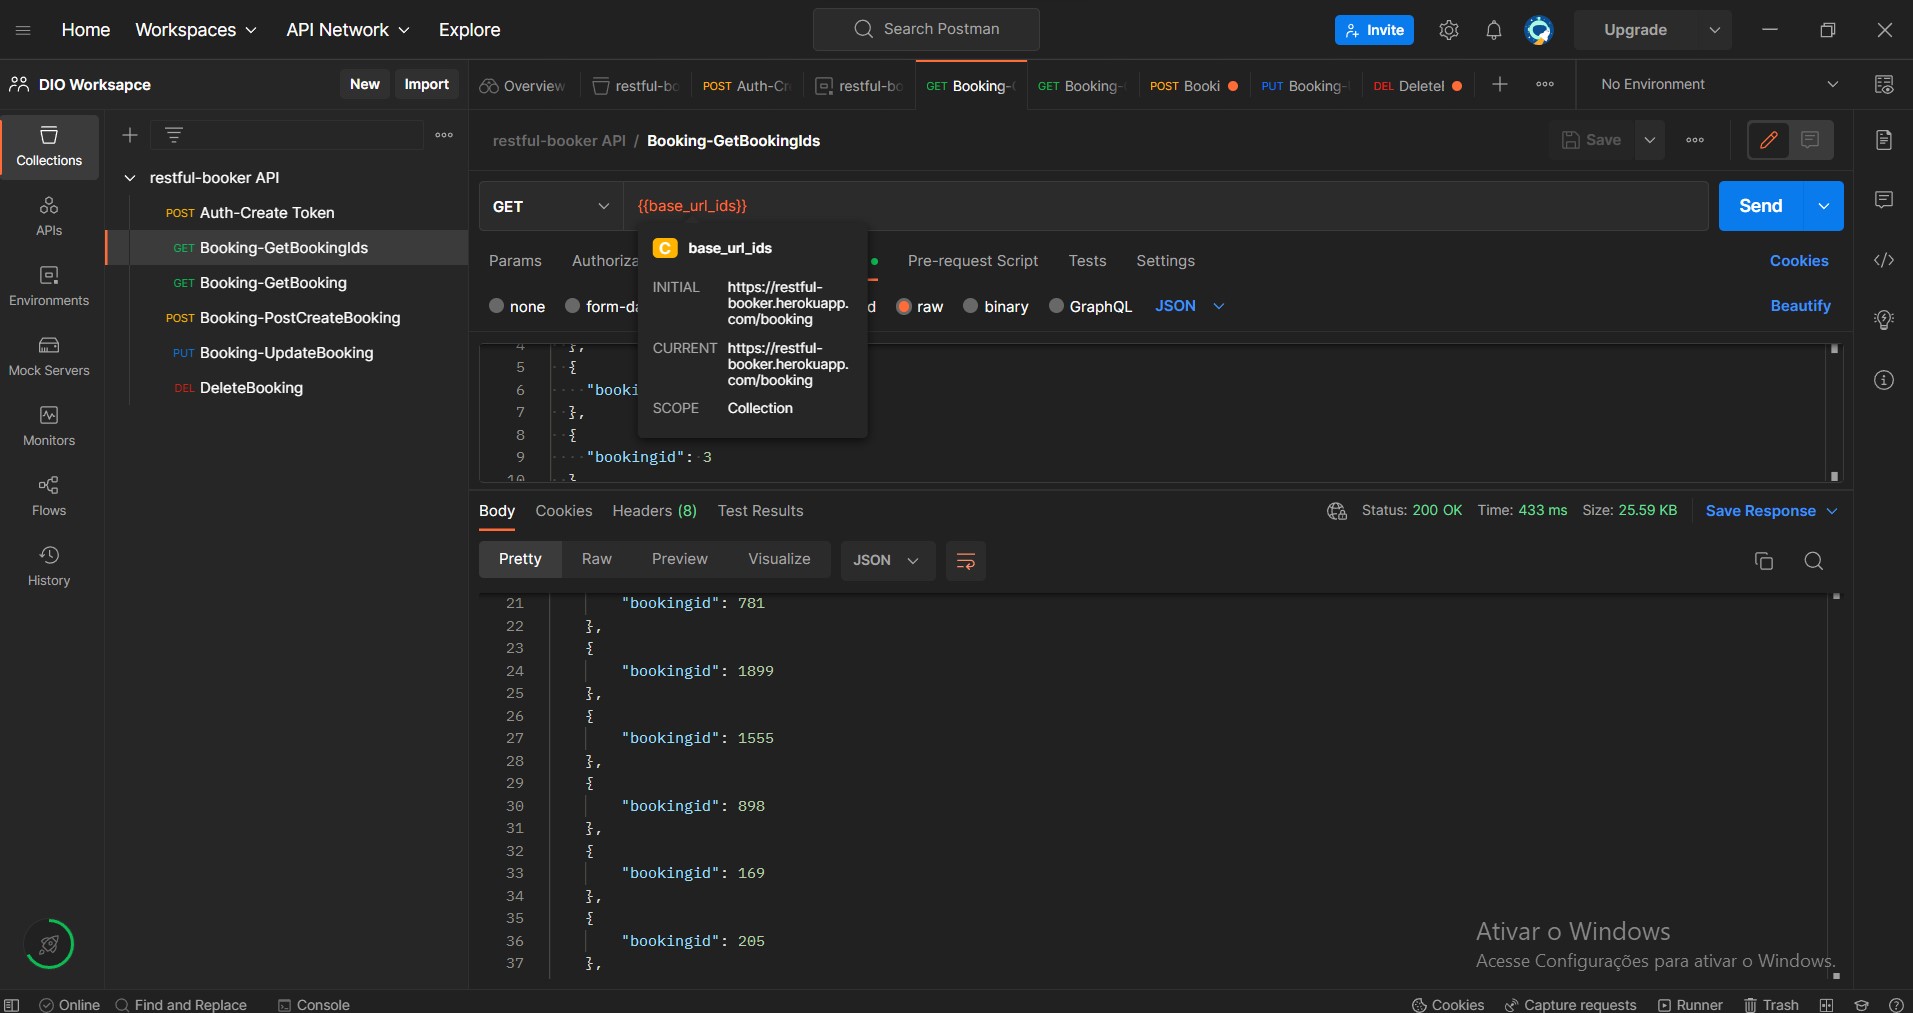 Home Workspaces API Network Explore Search Postman Invite Upgrade
DIO Worksapce New Import Overview restful-bo POST Auth-Cr restful-bo GET Booking- GET Booking- POST Booki PUT Booking- DEL Deletel No Environment
Collections
APIs
Environments
Mock Servers
Monitors
Flows
History
restful-booker API
POST Auth-Create Token
GET Booking-GetBookingIds
GET Booking-GetBooking
POST Booking-PostCreateBooking
PUT Booking-UpdateBooking
DEL DeleteBooking
restful-booker API / Booking-GetBookingIds Save
GET {{base_url_ids}} Send
C base_url_ids
INITIAL https://restful-
booker.herokuapp.
com/booking
CURRENT https://restful-
booker.herokuapp.
com/booking
SCOPE Collection
Params Authoriza Pre-request Script Tests Settings Cookies
none form-da d raw binary GraphQL JSON Beautify
4 },
5 {
6 "booki
7 },
8 {
9 "bookingid": 3
10 }
Body Cookies Headers (8) Test Results Status: 200 OK Time: 433 ms Size: 25.59 KB Save Response
Pretty Raw Preview Visualize JSON
21 "bookingid": 781
22 },
23 {
24 "bookingid": 1899
25 },
26 {
27 "bookingid": 1555
28 },
29 {
30 "bookingid": 898
31 },
32 {
33 "bookingid": 169
34 },
35 {
36 "bookingid": 205
37 },
Ativar o Windows
Acesse Configurações para ativar o Windows.
Online Find and Replace Console Cookies Capture requests Runner Trash